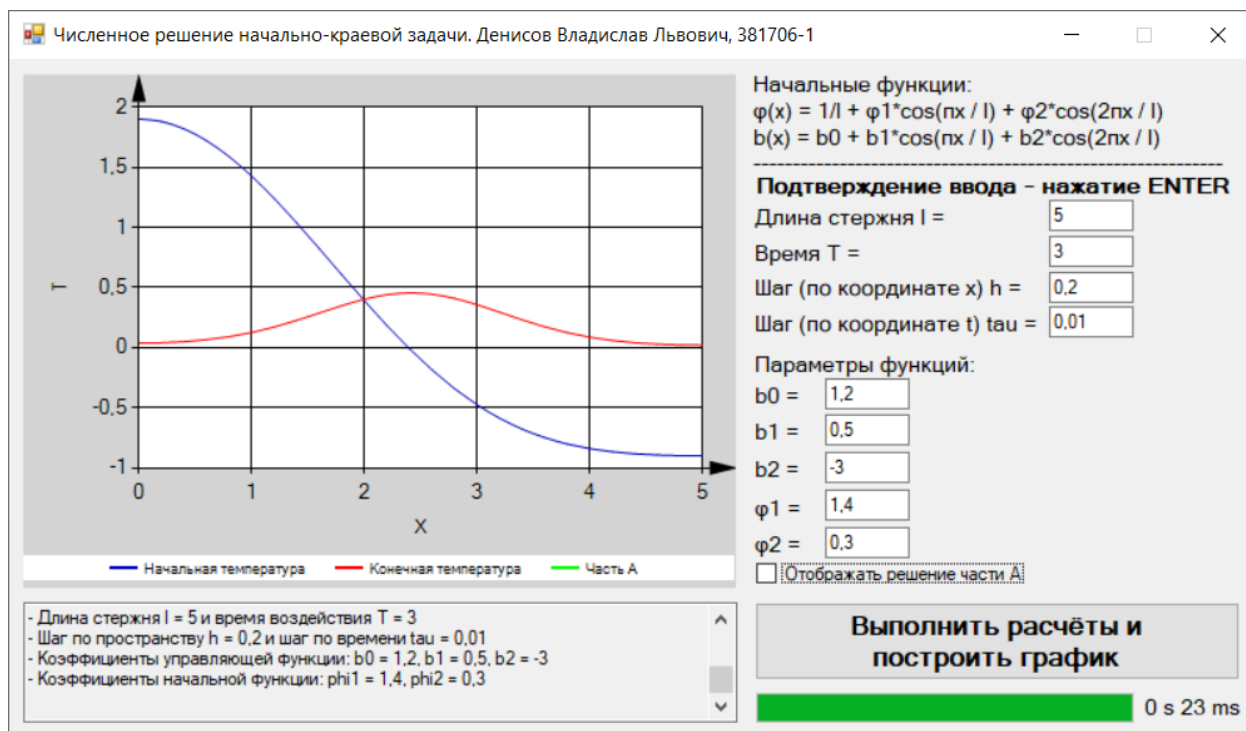 Численное решение начально-краевой задачи. Денисов Владислав Львович, 381706-1
2
1,5
1
0,5
0
-0,5
-1
T
0 1 2 3 4 5
X
Начальная температура Конечная температура Часть А
- Длина стержня l = 5 и время воздействия T = 3
- Шаг по пространству h = 0,2 и шаг по времени tau = 0,01
- Коэффициенты управляющей функции: b0 = 1,2, b1 = 0,5, b2 = -3
- Коэффициенты начальной функции: phi1 = 1,4, phi2 = 0,3
Начальные функции:
φ(x) = 1/l + φ1*cos(πx / l) + φ2*cos(2πx / l)
b(x) = b0 + b1*cos(πx / l) + b2*cos(2πx / l)
------------------------------------------------------------
Подтверждение ввода - нажатие ENTER
Длина стержня l = 5
Время T = 3
Шаг (по координате x) h = 0,2
Шаг (по координате t) tau = 0,01
Параметры функций:
b0 = 1,2
b1 = 0,5
b2 = -3
φ1 = 1,4
φ2 = 0,3
Отображать решение части А
Выполнить расчёты и
построить график
0 s 23 ms